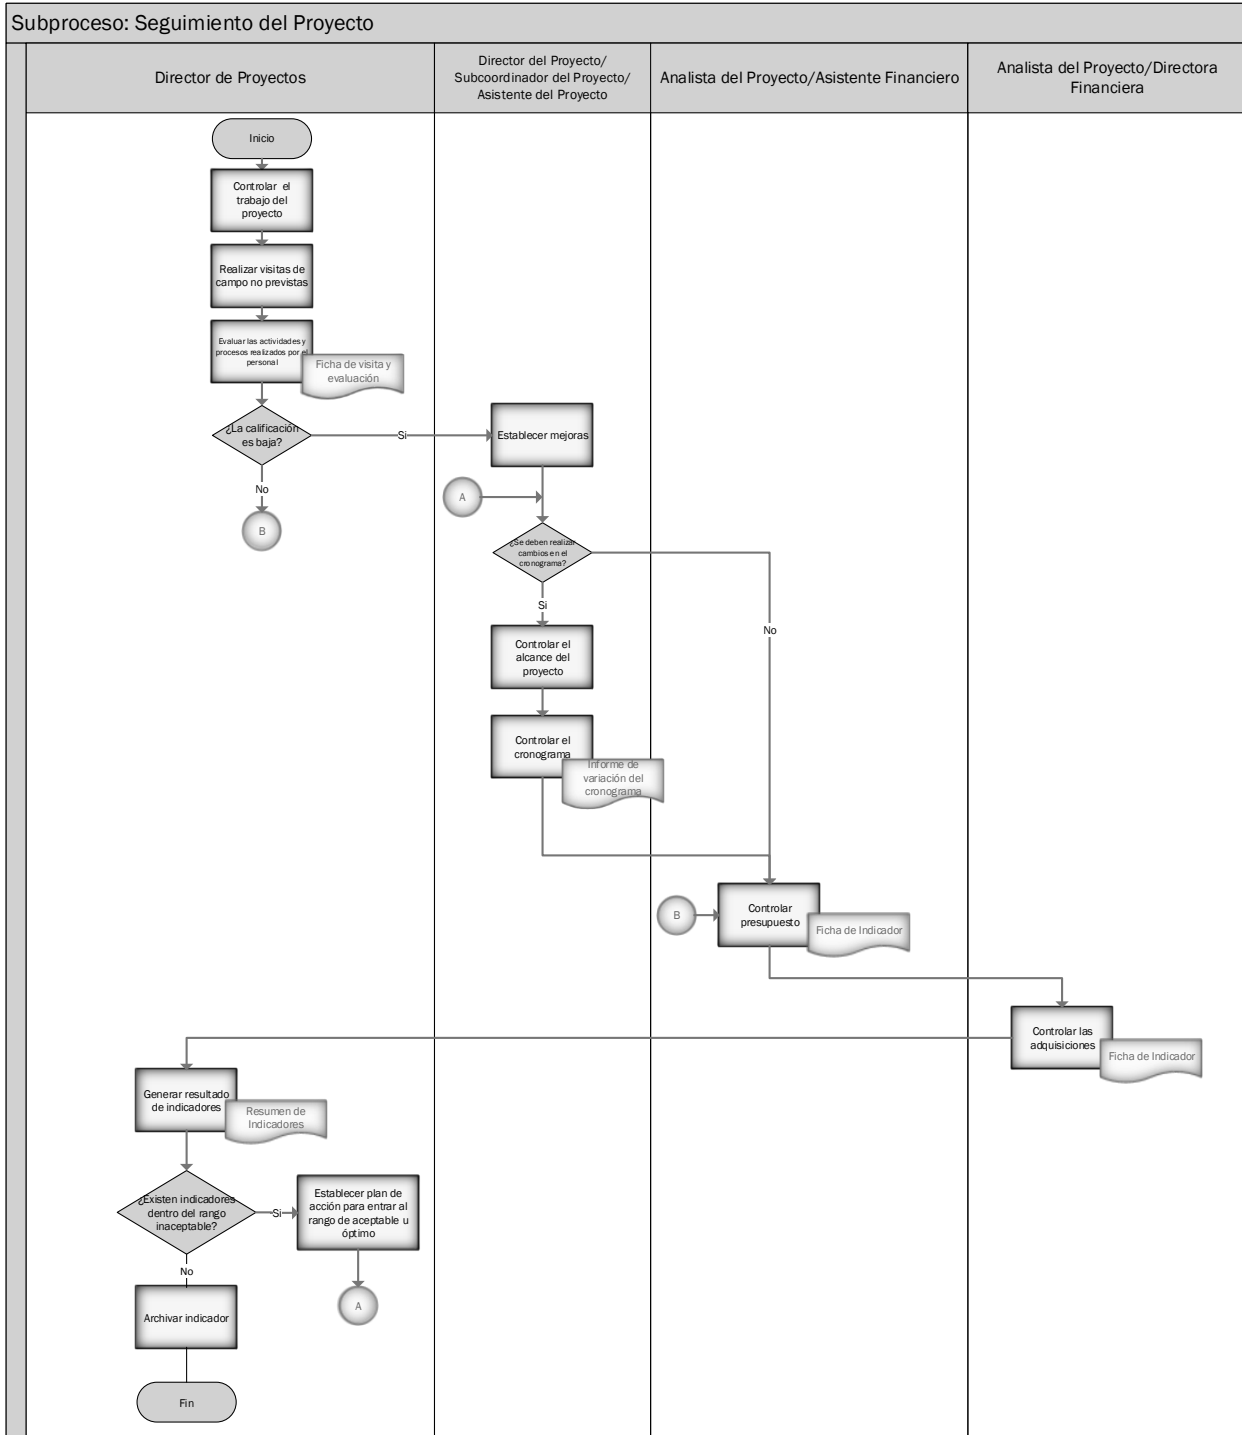 Subproceso: Seguimiento del Proyecto
Director de Proyectos
Director del Proyecto/
Subcoordinador del Proyecto/
Asistente del Proyecto
Analista del Proyecto/Asistente Financiero
Analista del Proyecto/Directora
Financiera
Inicio
Controlar el
trabajo del
proyecto
Realizar visitas de
campo no previstas
Evaluar las actividades y
procesos realizados por el
personal
Ficha de visita y
evaluación
¿La calificación
es baja?
Si
Establecer mejoras
No
B
A
¿Se deben realizar
cambios en el
cronograma?
Si
No
Controlar el
alcance del
proyecto
Controlar el
cronograma
Informe de
variación del
cronograma
B
Controlar
presupuesto
Ficha de Indicador
Controlar las
adquisiciones
Ficha de Indicador
Generar resultado
de indicadores
Resumen de
Indicadores
¿Existen indicadores
dentro del rango
inaceptable?
Si
Establecer plan de
acción para entrar al
rango de aceptable u
óptimo
No
A
Archivar indicador
Fin